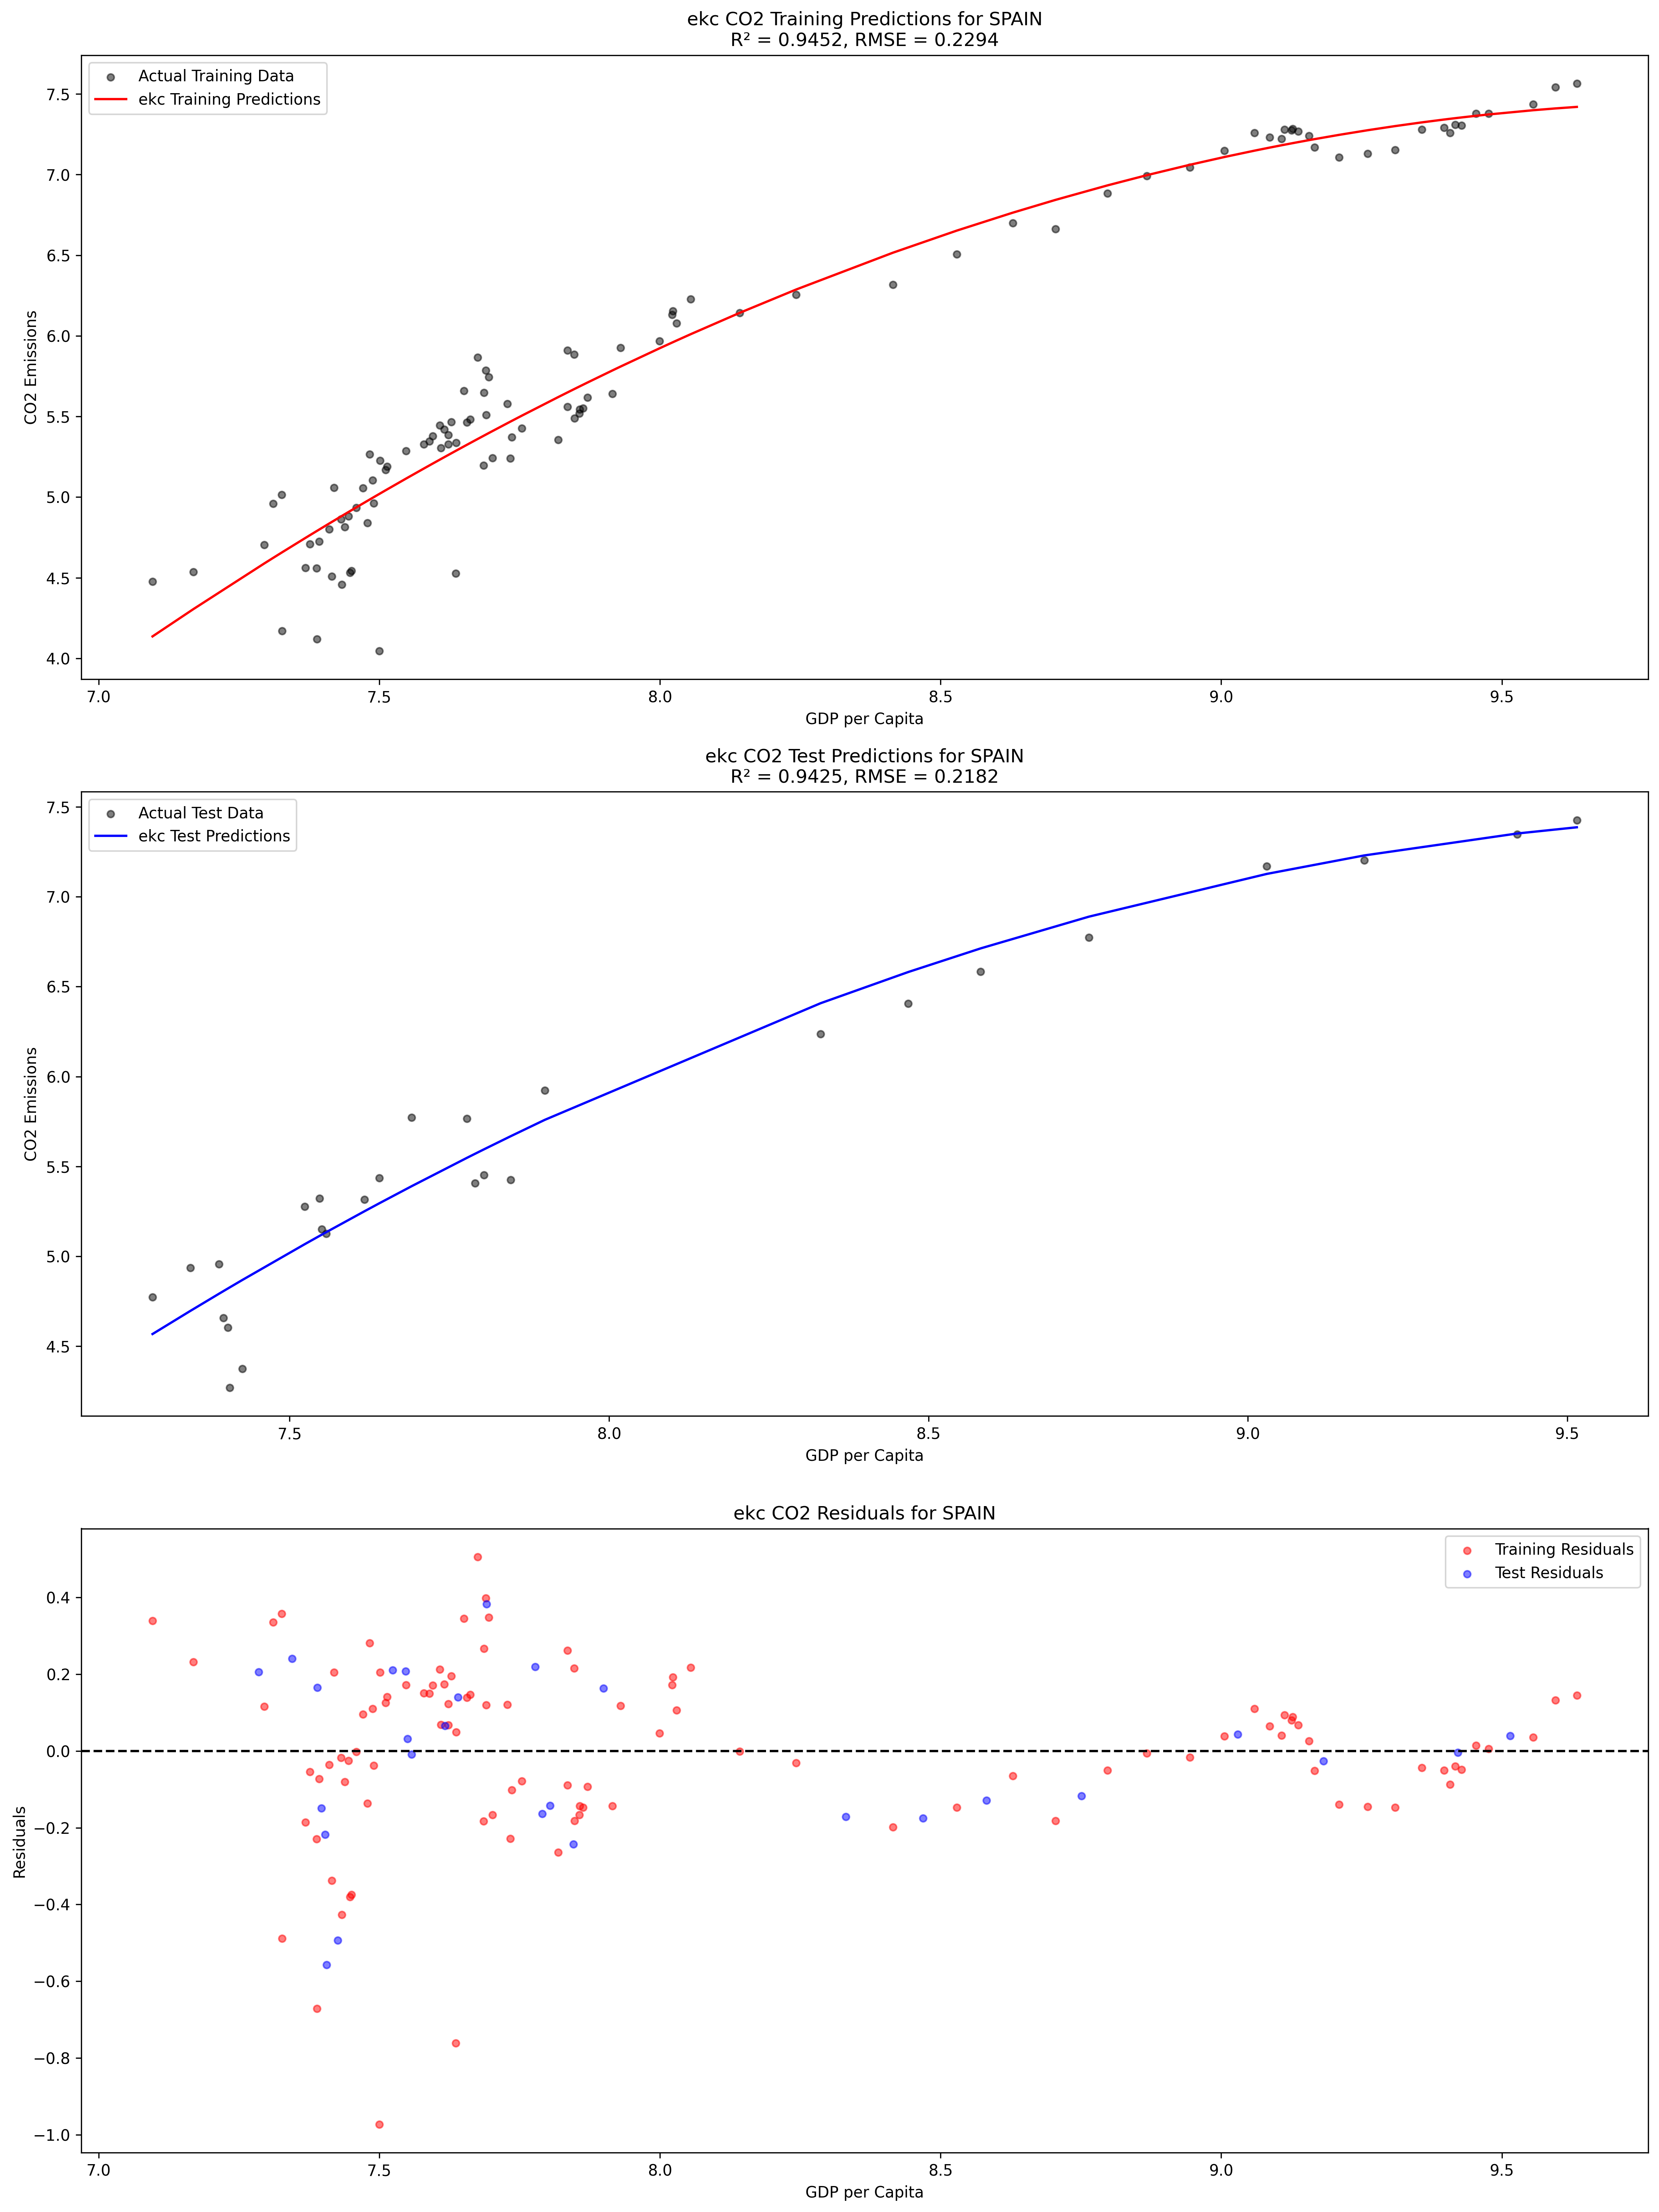 ekc CO2 Training Predictions for SPAIN
R² = 0.9452, RMSE = 0.2294
Actual Training Data
ekc Training Predictions
CO2 Emissions
7.5
7.0
6.5
6.0
5.5
5.0
4.5
4.0
7.0 7.5 8.0 8.5 9.0 9.5
GDP per Capita
ekc CO2 Test Predictions for SPAIN
R² = 0.9425, RMSE = 0.2182
Actual Test Data
ekc Test Predictions
CO2 Emissions
7.5
7.0
6.5
6.0
5.5
5.0
4.5
7.5 8.0 8.5 9.0 9.5
GDP per Capita
ekc CO2 Residuals for SPAIN
Training Residuals
Test Residuals
Residuals
0.4
0.2
0.0
−0.2
−0.4
−0.6
−0.8
−1.0
7.0 7.5 8.0 8.5 9.0 9.5
GDP per Capita